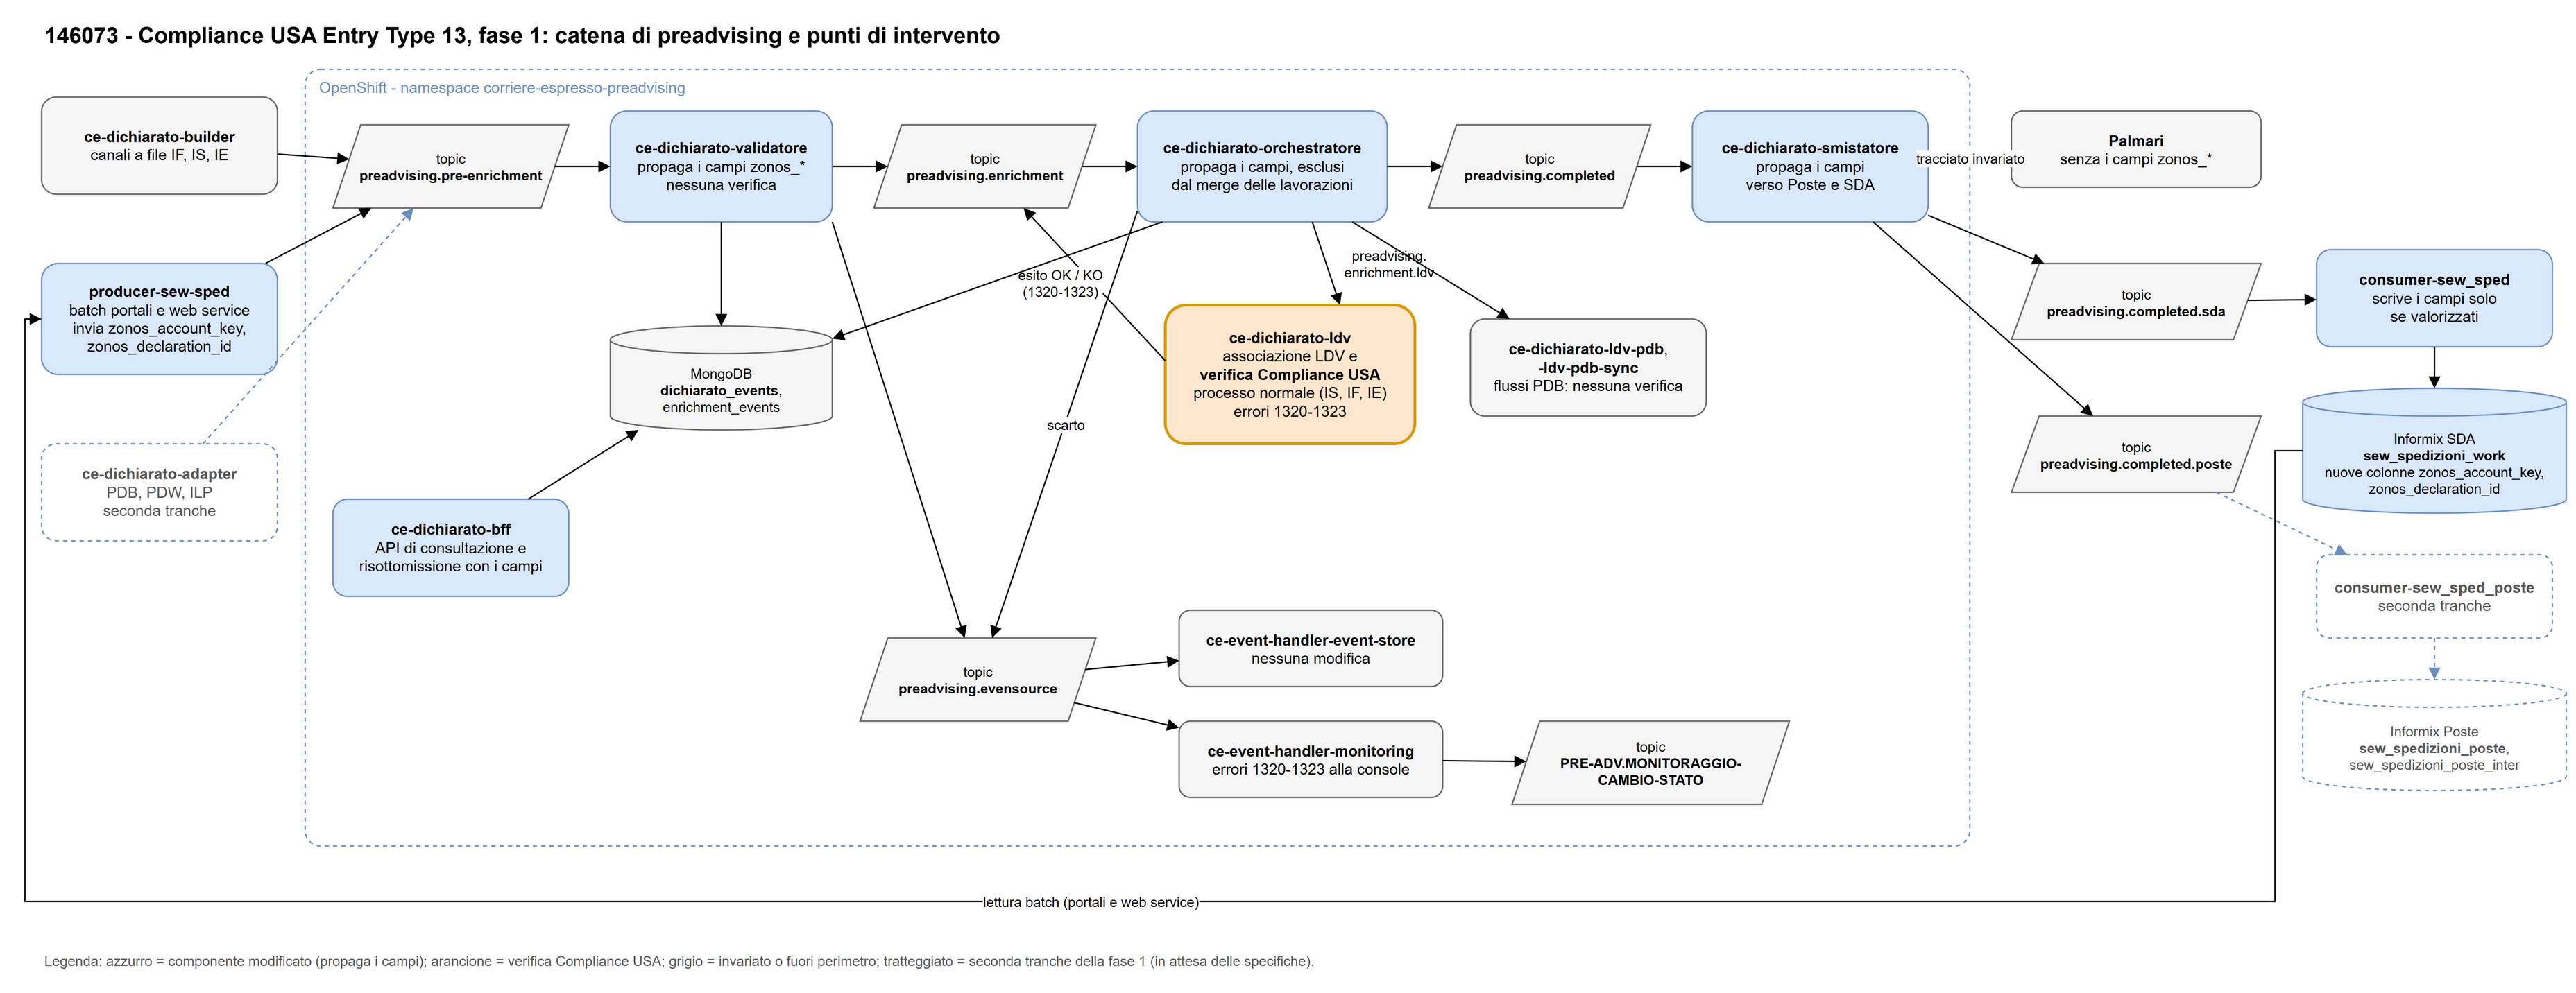 146073 - Compliance USA Entry Type 13, fase 1: catena di preadvising e punti di intervento
OpenShift - namespace corriere-espresso-preadvising
ce-dichiarato-builder
canali a file IF, IS, IE
topic
preadvising.pre-enrichment
ce-dichiarato-validatore
propaga i campi zonos_*
nessuna verifica
topic
preadvising.enrichment
ce-dichiarato-orchestratore
propaga i campi, esclusi
dal merge delle lavorazioni
topic
preadvising.completed
ce-dichiarato-smistatore
propaga i campi
verso Poste e SDA
tracciato invariato
Palmari
senza i campi zonos_*
producer-sew-sped
batch portali e web service
invia zonos_account_key,
zonos_declaration_id
esito OK / KO
(1320-1323)
preadvising.
enrichment.ldv
topic
preadvising.completed.sda
consumer-sew_sped
scrive i campi solo
se valorizzati
MongoDB
dichiarato_events,
enrichment_events
ce-dichiarato-ldv
associazione LDV e
verifica Compliance USA
processo normale (IS, IF, IE)
errori 1320-1323
ce-dichiarato-ldv-pdb,
-ldv-pdb-sync
flussi PDB: nessuna verifica
scarto
ce-dichiarato-adapter
PDB, PDW, ILP
seconda tranche
topic
preadvising.completed.poste
Informix SDA
sew_spedizioni_work
nuove colonne zonos_account_key,
zonos_declaration_id
ce-dichiarato-bff
API di consultazione e
risottomissione con i campi
consumer-sew_sped_poste
seconda tranche
topic
preadvising.evensource
ce-event-handler-event-store
nessuna modifica
ce-event-handler-monitoring
errori 1320-1323 alla console
topic
PRE-ADV.MONITORAGGIO-
CAMBIO-STATO
Informix Poste
sew_spedizioni_poste,
sew_spedizioni_poste_inter
lettura batch (portali e web service)
Legenda: azzurro = componente modificato (propaga i campi); arancione = verifica Compliance USA; grigio = invariato o fuori perimetro; tratteggiato = seconda tranche della fase 1 (in attesa delle specifiche).